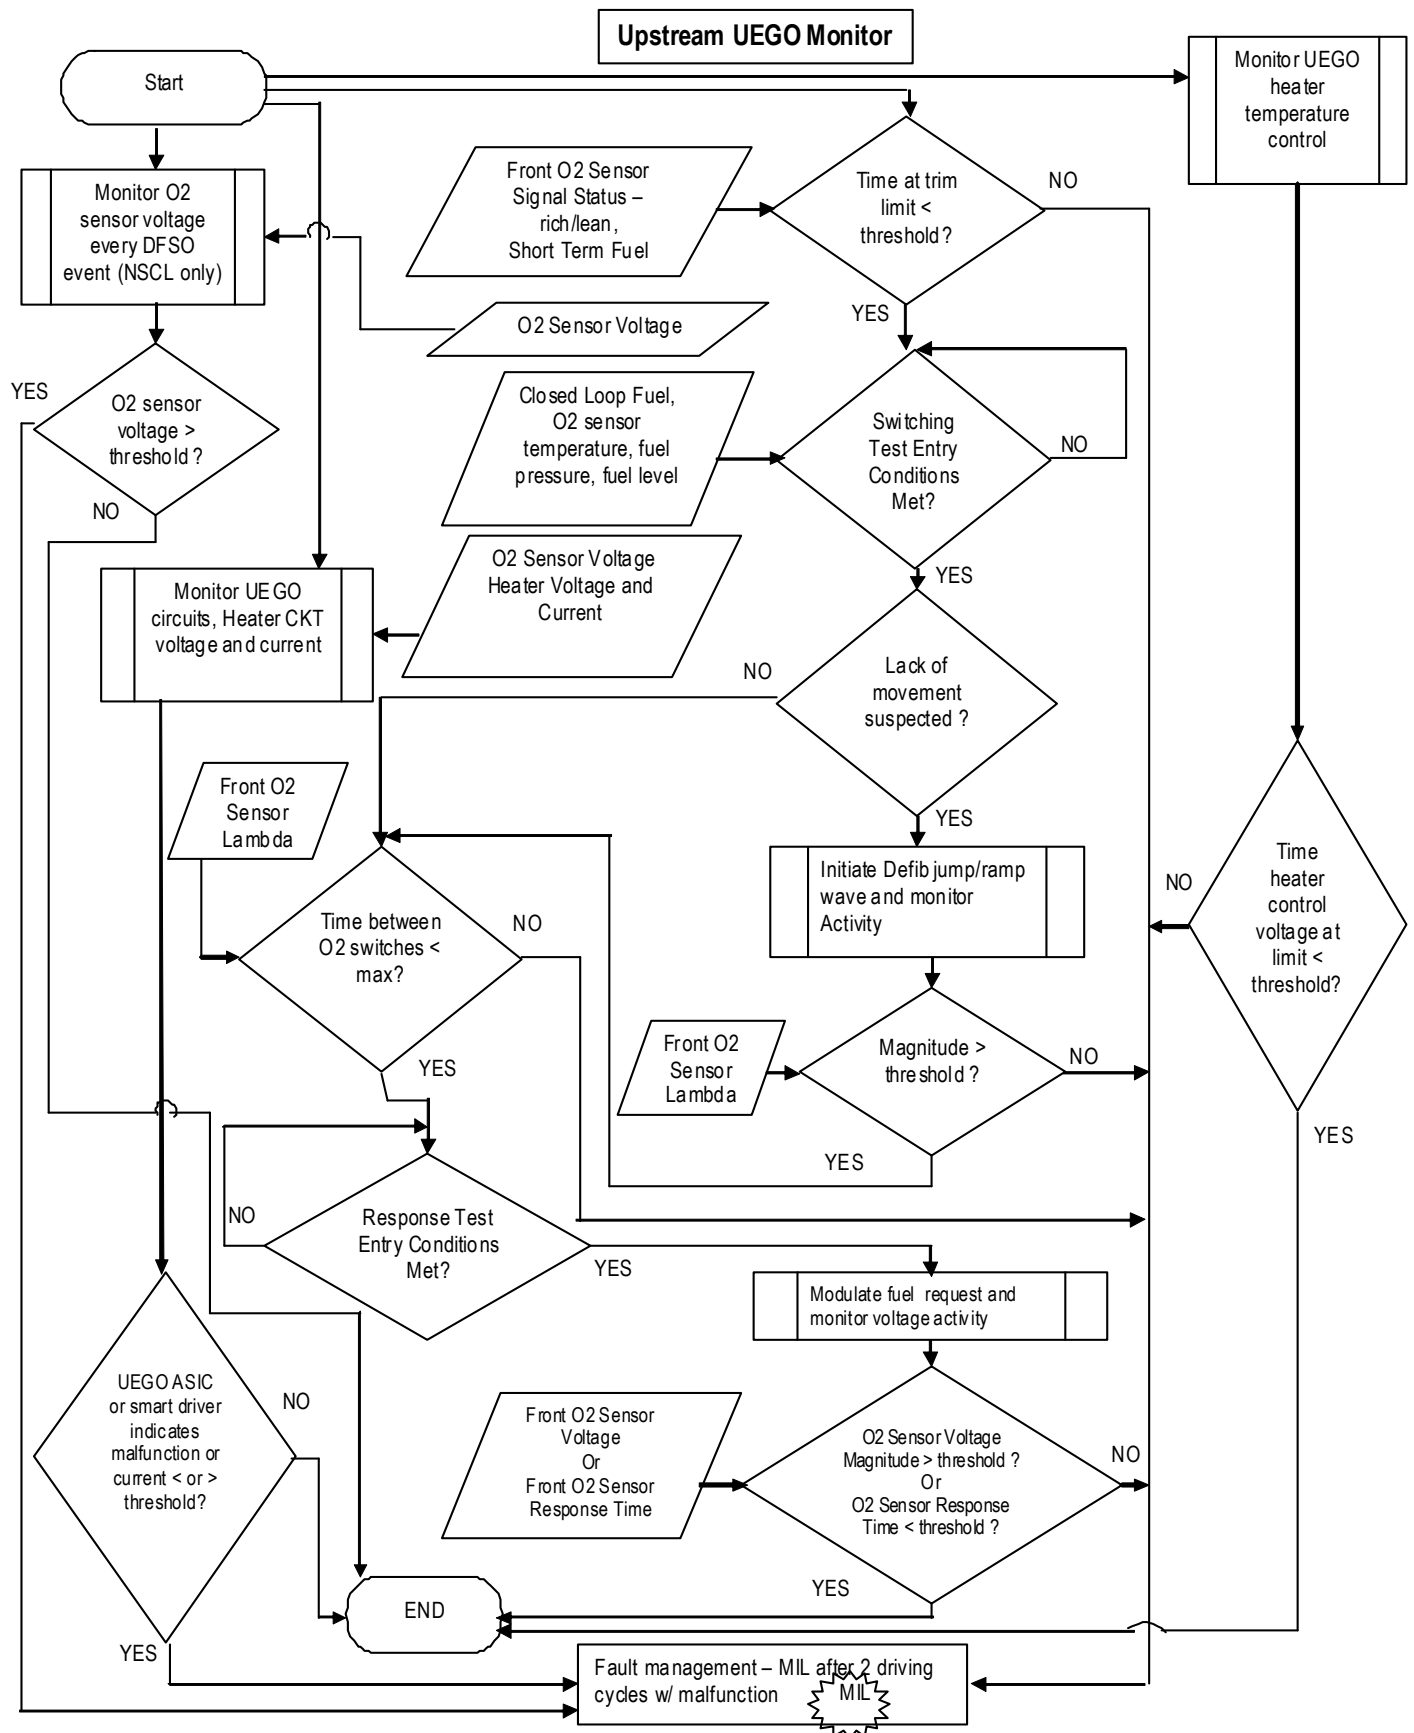 Upstream UEGO Monitor
Start
Monitor UEGO
heater
temperature
control
Monitor O2
sensor voltage
every DFSO
event (NSCL only)
Front O2 Sensor
Signal Status –
rich/lean,
Short Term Fuel
Time at trim
limit <
threshold?
NO
YES
O2 Sensor Voltage
YES
O2 sensor
voltage >
threshold ?
NO
Closed Loop Fuel,
O2 sensor
temperature, fuel
pressure, fuel level
Switching
Test Entry
Conditions
Met?
NO
YES
Monitor UEGO
circuits, Heater CKT
voltage and current
O2 Sensor Voltage
Heater Voltage and
Current
NO
Lack of
movement
suspected ?
YES
Front O2
Sensor
Lambda
Initiate Defib jump/ramp
wave and monitor
Activity
NO
Time
heater
control
voltage at
limit <
threshold?
YES
Time between
O2 switches <
max?
NO
YES
Front O2
Sensor
Lambda
Magnitude >
threshold ?
NO
YES
NO
Response Test
Entry Conditions
Met?
YES
Modulate fuel request and
monitor voltage activity
UEGO ASIC
or smart driver
indicates
malfunction or
current < or >
threshold?
NO
YES
Front O2 Sensor
Voltage
Or
Front O2 Sensor
Response Time
O2 Sensor Voltage
Magnitude > threshold ?
Or
O2 Sensor Response
Time < threshold ?
NO
YES
END
Fault management – MIL after 2 driving
cycles w/ malfunction
MIL